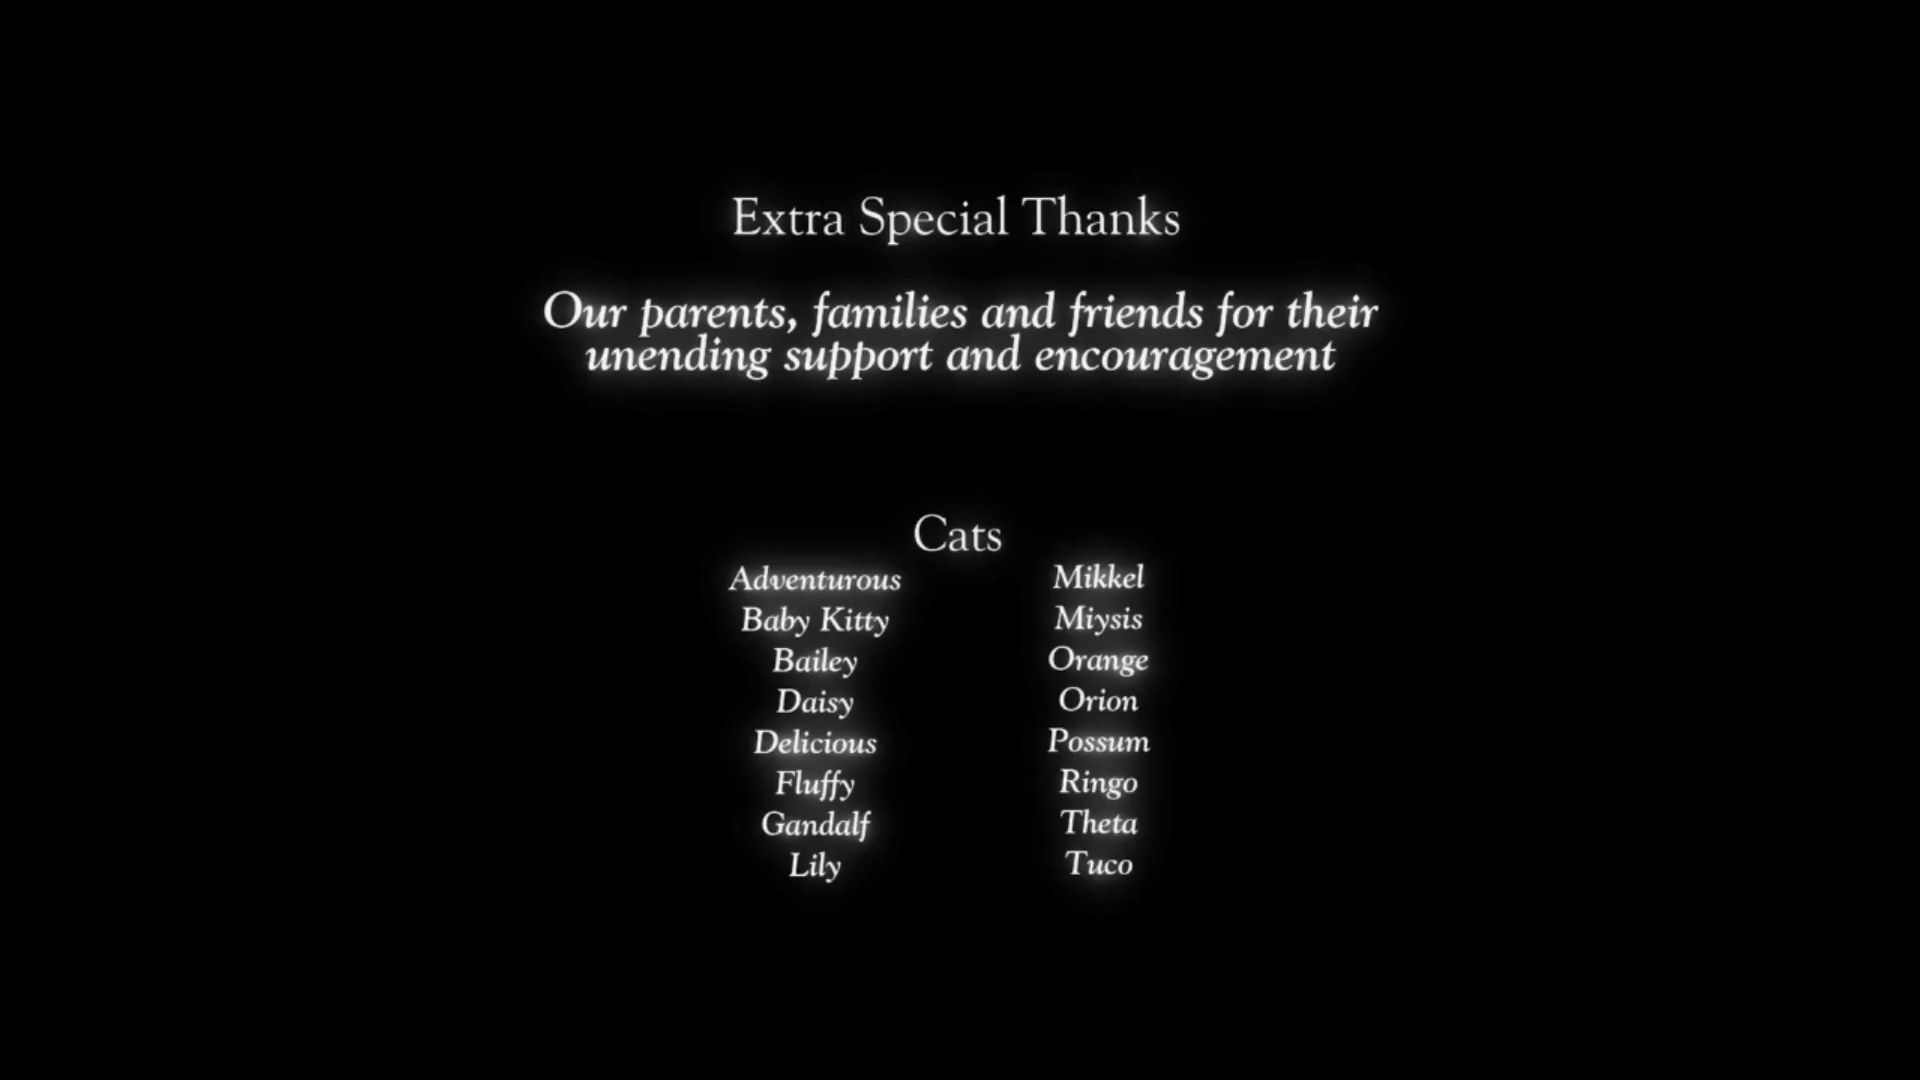 Extra Special Thanks
Our parents, families and friends for their
unending support and encouragement
Cats
Adventurous
Baby Kitty
Bailey
Daisy
Delicious
Fluffy
Gandalf
Lily
Mikkel
Miysis
Orange
Orion
Possum
Ringo
Theta
Tuco